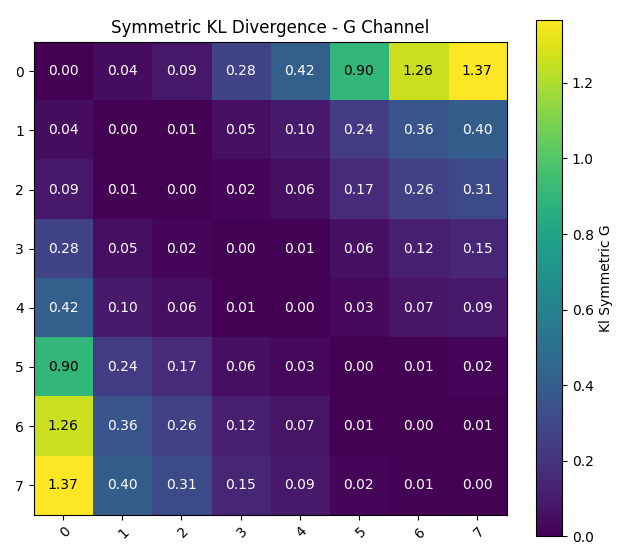 Symmetric KL Divergence - G Channel
0 0.00 0.04 0.09 0.28 0.42 0.90 1.26 1.37
1 0.04 0.00 0.01 0.05 0.10 0.24 0.36 0.40
2 0.09 0.01 0.00 0.02 0.06 0.17 0.26 0.31
3 0.28 0.05 0.02 0.00 0.01 0.06 0.12 0.15
4 0.42 0.10 0.06 0.01 0.00 0.03 0.07 0.09
5 0.90 0.24 0.17 0.06 0.03 0.00 0.01 0.02
6 1.26 0.36 0.26 0.12 0.07 0.01 0.00 0.01
7 1.37 0.40 0.31 0.15 0.09 0.02 0.01 0.00
0 1 2 3 4 5 6 7
1.2
1.0
0.8
0.6
0.4
0.2
0.0
Kl Symmetric G